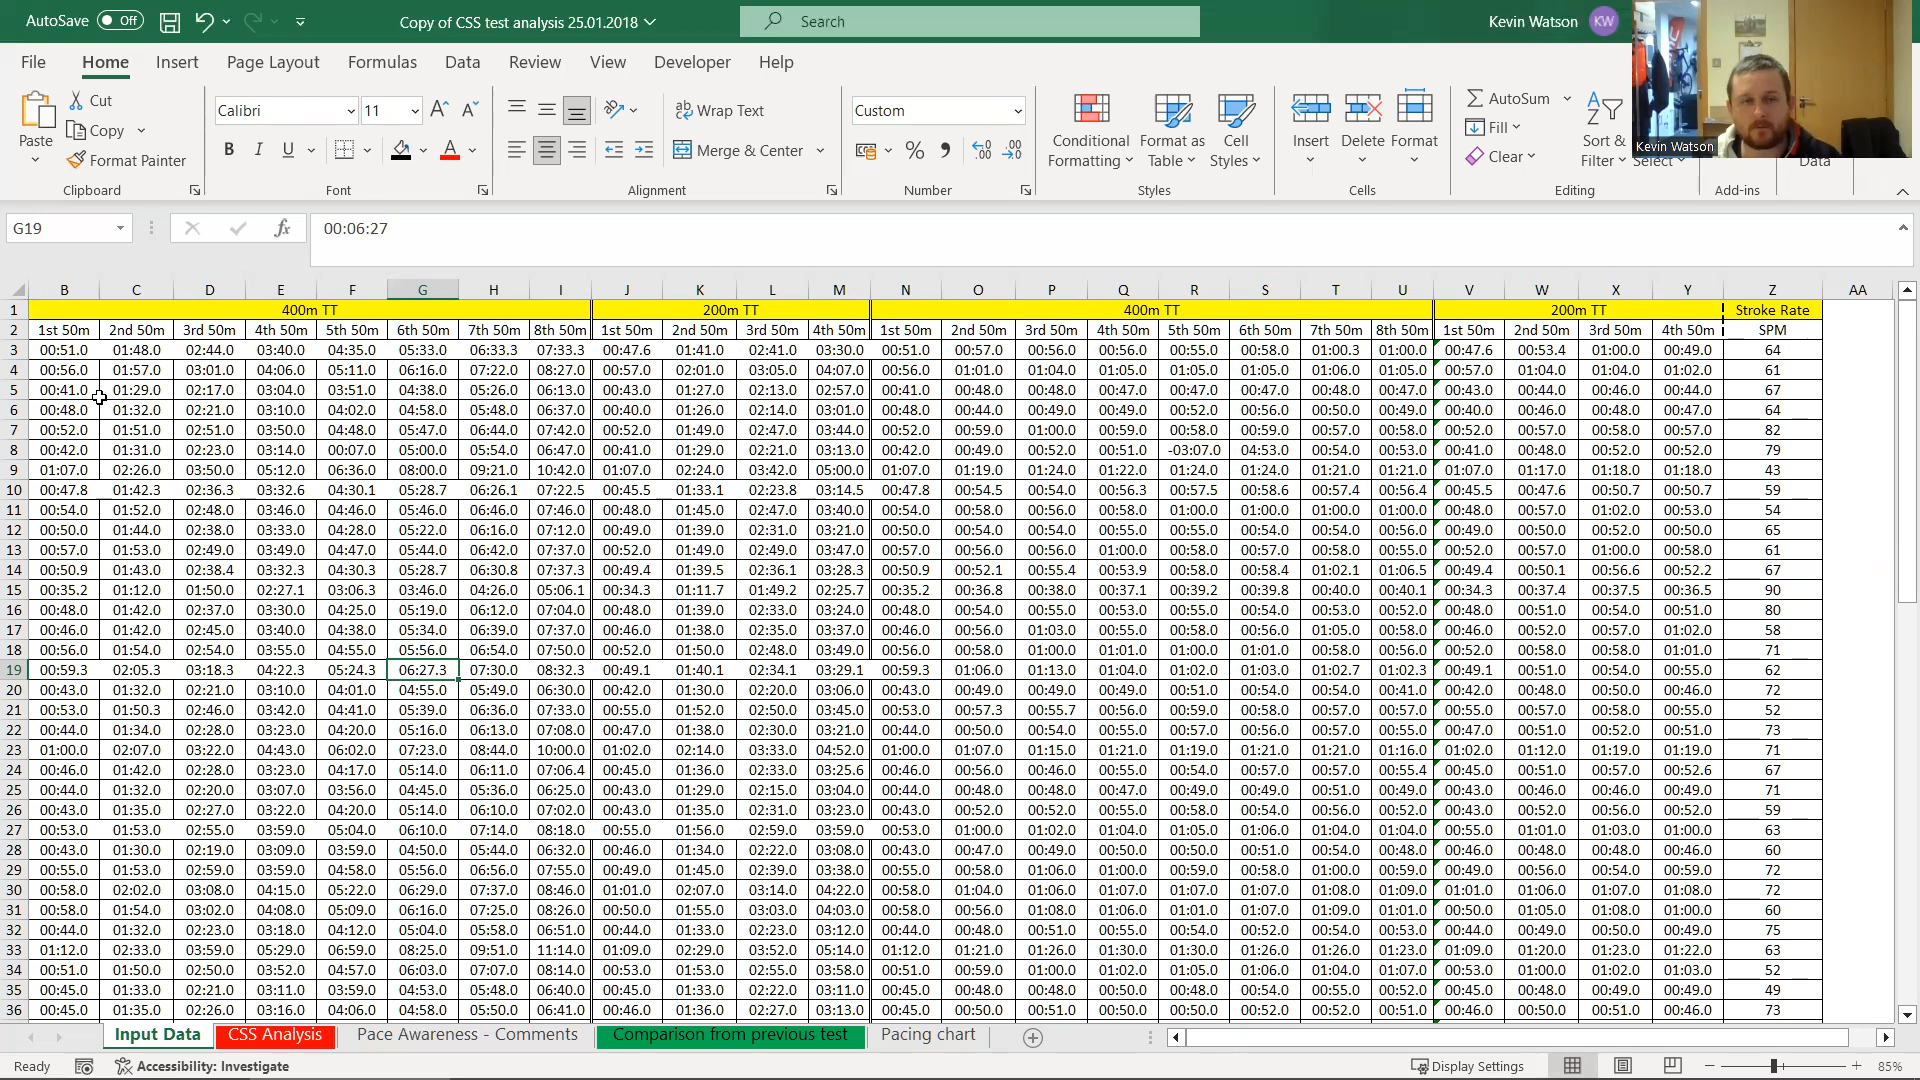 AutoSave Off Copy of CSS test analysis 25.01.2018 Search Kevin Watson KW
File Home Insert Page Layout Formulas Data Review View Developer Help
Paste Cut Copy Format Painter Clipboard
Calibri 11 A A B I U A Font
Wrap Text Merge & Center Alignment
Custom % Number
Conditional Formatting Format as Table Cell Styles Styles
Insert Delete Format Cells
AutoSum Fill Clear Sort & Filter Select Editing
Add-ins Data
Kevin Watson
G19 fx 00:06:27
B C D E F G H I J K L M N O P Q R S T U V W X Y Z AA
1 400m TT 200m TT 400m TT 200m TT Stroke Rate
2 1st 50m 2nd 50m 3rd 50m 4th 50m 5th 50m 6th 50m 7th 50m 8th 50m 1st 50m 2nd 50m 3rd 50m 4th 50m 1st 50m 2nd 50m 3rd 50m 4th 50m 5th 50m 6th 50m 7th 50m 8th 50m 1st 50m 2nd 50m 3rd 50m 4th 50m SPM
3 00:51.0 01:48.0 02:44.0 03:40.0 04:35.0 05:33.0 06:33.3 07:33.3 00:47.6 01:41.0 02:41.0 03:30.0 00:51.0 00:57.0 00:56.0 00:56.0 00:55.0 00:58.0 01:00.3 01:00.0 00:47.6 00:53.4 01:00.0 00:49.0 64
4 00:56.0 01:57.0 03:01.0 04:06.0 05:11.0 06:16.0 07:22.0 08:27.0 00:57.0 02:01.0 03:05.0 04:07.0 00:56.0 01:01.0 01:04.0 01:05.0 01:05.0 01:05.0 01:06.0 01:05.0 00:57.0 01:04.0 01:04.0 01:02.0 61
5 00:41.0 01:29.0 02:17.0 03:04.0 03:51.0 04:38.0 05:26.0 06:13.0 00:43.0 01:27.0 02:13.0 02:57.0 00:41.0 00:48.0 00:48.0 00:47.0 00:47.0 00:47.0 00:48.0 00:47.0 00:43.0 00:44.0 00:46.0 00:44.0 67
6 00:48.0 01:32.0 02:21.0 03:10.0 04:02.0 04:58.0 05:48.0 06:37.0 00:40.0 01:26.0 02:14.0 03:01.0 00:48.0 00:44.0 00:49.0 00:49.0 00:52.0 00:56.0 00:50.0 00:49.0 00:40.0 00:46.0 00:48.0 00:47.0 64
7 00:52.0 01:51.0 02:51.0 03:50.0 04:48.0 05:47.0 06:44.0 07:42.0 00:52.0 01:49.0 02:47.0 03:44.0 00:52.0 00:59.0 01:00.0 00:59.0 00:58.0 00:59.0 00:57.0 00:58.0 00:52.0 00:57.0 00:58.0 00:57.0 82
8 00:42.0 01:31.0 02:23.0 03:14.0 00:07.0 05:00.0 05:54.0 06:47.0 00:41.0 01:29.0 02:21.0 03:13.0 00:42.0 00:49.0 00:52.0 00:51.0 -03:07.0 04:53.0 00:54.0 00:53.0 00:41.0 00:48.0 00:52.0 00:52.0 79
9 01:07.0 02:26.0 03:50.0 05:12.0 06:36.0 08:00.0 09:21.0 10:42.0 01:07.0 02:24.0 03:42.0 05:00.0 01:07.0 01:19.0 01:24.0 01:22.0 01:24.0 01:24.0 01:21.0 01:21.0 01:07.0 01:17.0 01:18.0 01:18.0 43
10 00:47.8 01:42.3 02:36.3 03:32.6 04:30.1 05:28.7 06:26.1 07:22.5 00:45.5 01:33.1 02:23.8 03:14.5 00:47.8 00:54.5 00:54.0 00:56.3 00:57.5 00:58.6 00:57.4 00:56.4 00:45.5 00:47.6 00:50.7 00:50.7 59
11 00:54.0 01:52.0 02:48.0 03:46.0 04:46.0 05:46.0 06:46.0 07:46.0 00:48.0 01:45.0 02:47.0 03:40.0 00:54.0 00:58.0 00:56.0 00:58.0 01:00.0 01:00.0 01:00.0 01:00.0 00:48.0 00:57.0 01:02.0 00:53.0 54
12 00:50.0 01:44.0 02:38.0 03:33.0 04:28.0 05:22.0 06:16.0 07:12.0 00:49.0 01:39.0 02:31.0 03:21.0 00:50.0 00:54.0 00:54.0 00:55.0 00:55.0 00:54.0 00:54.0 00:56.0 00:49.0 00:50.0 00:52.0 00:50.0 65
13 00:57.0 01:53.0 02:49.0 03:49.0 04:47.0 05:44.0 06:42.0 07:37.0 00:52.0 01:49.0 02:49.0 03:47.0 00:57.0 00:56.0 00:56.0 01:00.0 00:58.0 00:57.0 00:58.0 00:55.0 00:52.0 00:57.0 01:00.0 00:58.0 61
14 00:50.9 01:43.0 02:38.4 03:32.3 04:30.3 05:28.7 06:30.8 07:37.3 00:49.4 01:39.5 02:36.1 03:28.3 00:50.9 00:52.1 00:55.4 00:53.9 00:58.0 00:58.4 01:02.1 01:06.5 00:49.4 00:50.1 00:56.6 00:52.2 67
15 00:35.2 01:12.0 01:50.0 02:27.1 03:06.3 03:46.0 04:26.0 05:06.1 00:34.3 01:11.7 01:49.2 02:25.7 00:35.2 00:36.8 00:38.0 00:37.1 00:39.2 00:39.8 00:40.0 00:40.1 00:34.3 00:37.4 00:37.5 00:36.5 90
16 00:48.0 01:42.0 02:37.0 03:30.0 04:25.0 05:19.0 06:12.0 07:04.0 00:48.0 01:39.0 02:33.0 03:24.0 00:48.0 00:54.0 00:55.0 00:53.0 00:55.0 00:54.0 00:53.0 00:52.0 00:48.0 00:51.0 00:54.0 00:51.0 80
17 00:46.0 01:42.0 02:45.0 03:40.0 04:38.0 05:34.0 06:39.0 07:37.0 00:46.0 01:38.0 02:35.0 03:37.0 00:46.0 00:56.0 01:03.0 00:55.0 00:58.0 00:56.0 01:05.0 00:58.0 00:46.0 00:52.0 00:57.0 01:02.0 58
18 00:56.0 01:54.0 02:54.0 03:55.0 04:55.0 05:56.0 06:54.0 07:50.0 00:52.0 01:50.0 02:48.0 03:49.0 00:56.0 00:58.0 01:00.0 01:01.0 01:00.0 01:01.0 00:58.0 00:56.0 00:52.0 00:58.0 00:58.0 01:01.0 71
19 00:59.3 02:05.3 03:18.3 04:22.3 05:24.3 06:27.3 07:30.0 08:32.3 00:49.1 01:40.1 02:34.1 03:29.1 00:59.3 01:06.0 01:13.0 01:04.0 01:02.0 01:03.0 01:02.7 01:02.3 00:49.1 00:51.0 00:54.0 00:55.0 62
20 00:43.0 01:32.0 02:21.0 03:10.0 04:01.0 04:55.0 05:49.0 06:30.0 00:42.0 01:30.0 02:20.0 03:06.0 00:43.0 00:49.0 00:49.0 00:49.0 00:51.0 00:54.0 00:54.0 00:41.0 00:42.0 00:48.0 00:50.0 00:46.0 72
21 00:53.0 01:50.3 02:46.0 03:42.0 04:41.0 05:39.0 06:36.0 07:33.0 00:55.0 01:52.0 02:50.0 03:45.0 00:53.0 00:57.3 00:55.7 00:56.0 00:59.0 00:58.0 00:57.0 00:57.0 00:55.0 00:57.0 00:58.0 00:55.0 52
22 00:44.0 01:34.0 02:28.0 03:23.0 04:20.0 05:16.0 06:13.0 07:08.0 00:47.0 01:38.0 02:30.0 03:21.0 00:44.0 00:50.0 00:54.0 00:55.0 00:57.0 00:56.0 00:57.0 00:55.0 00:47.0 00:51.0 00:52.0 00:51.0 73
23 01:00.0 02:07.0 03:22.0 04:43.0 06:02.0 07:23.0 08:44.0 10:00.0 01:02.0 02:14.0 03:33.0 04:52.0 01:00.0 01:07.0 01:15.0 01:21.0 01:19.0 01:21.0 01:21.0 01:16.0 01:02.0 01:12.0 01:19.0 01:19.0 71
24 00:46.0 01:42.0 02:28.0 03:23.0 04:17.0 05:14.0 06:11.0 07:06.4 00:45.0 01:36.0 02:33.0 03:25.6 00:46.0 00:56.0 00:46.0 00:55.0 00:54.0 00:57.0 00:57.0 00:55.4 00:45.0 00:51.0 00:57.0 00:52.6 67
25 00:44.0 01:32.0 02:20.0 03:07.0 03:56.0 04:45.0 05:36.0 06:25.0 00:43.0 01:29.0 02:15.0 03:04.0 00:44.0 00:48.0 00:48.0 00:47.0 00:49.0 00:49.0 00:51.0 00:49.0 00:43.0 00:46.0 00:46.0 00:49.0 71
26 00:43.0 01:35.0 02:27.0 03:22.0 04:20.0 05:14.0 06:10.0 07:02.0 00:43.0 01:35.0 02:31.0 03:23.0 00:43.0 00:52.0 00:52.0 00:55.0 00:58.0 00:54.0 00:56.0 00:52.0 00:43.0 00:52.0 00:56.0 00:52.0 59
27 00:53.0 01:53.0 02:55.0 03:59.0 05:04.0 06:10.0 07:14.0 08:18.0 00:55.0 01:56.0 02:59.0 03:59.0 00:53.0 01:00.0 01:02.0 01:04.0 01:05.0 01:06.0 01:04.0 01:04.0 00:55.0 01:01.0 01:03.0 01:00.0 63
28 00:43.0 01:30.0 02:19.0 03:09.0 03:59.0 04:50.0 05:44.0 06:32.0 00:46.0 01:34.0 02:22.0 03:08.0 00:43.0 00:47.0 00:49.0 00:50.0 00:50.0 00:51.0 00:54.0 00:48.0 00:46.0 00:48.0 00:48.0 00:46.0 60
29 00:55.0 01:53.0 02:59.0 03:59.0 04:58.0 05:56.0 06:56.0 07:55.0 00:49.0 01:45.0 02:39.0 03:38.0 00:55.0 00:58.0 01:06.0 01:00.0 00:59.0 00:58.0 01:00.0 00:59.0 00:49.0 00:56.0 00:54.0 00:59.0 72
30 00:58.0 02:02.0 03:08.0 04:15.0 05:22.0 06:29.0 07:37.0 08:46.0 01:01.0 02:07.0 03:14.0 04:22.0 00:58.0 01:04.0 01:06.0 01:07.0 01:07.0 01:07.0 01:08.0 01:09.0 01:01.0 01:06.0 01:07.0 01:08.0 72
31 00:58.0 01:54.0 03:02.0 04:08.0 05:09.0 06:16.0 07:25.0 08:26.0 00:50.0 01:55.0 03:03.0 04:03.0 00:58.0 00:56.0 01:08.0 01:06.0 01:01.0 01:07.0 01:09.0 01:01.0 00:50.0 01:05.0 01:08.0 01:00.0 60
32 00:44.0 01:32.0 02:23.0 03:18.0 04:12.0 05:04.0 05:58.0 06:51.0 00:44.0 01:33.0 02:23.0 03:12.0 00:44.0 00:48.0 00:51.0 00:55.0 00:54.0 00:52.0 00:54.0 00:53.0 00:44.0 00:49.0 00:50.0 00:49.0 75
33 01:12.0 02:33.0 03:59.0 05:29.0 06:59.0 08:25.0 09:51.0 11:14.0 01:09.0 02:29.0 03:52.0 05:14.0 01:12.0 01:21.0 01:26.0 01:30.0 01:30.0 01:26.0 01:26.0 01:23.0 01:09.0 01:20.0 01:23.0 01:22.0 63
34 00:51.0 01:50.0 02:50.0 03:52.0 04:57.0 06:03.0 07:07.0 08:14.0 00:53.0 01:53.0 02:55.0 03:58.0 00:51.0 00:59.0 01:00.0 01:02.0 01:05.0 01:06.0 01:04.0 01:07.0 00:53.0 01:00.0 01:02.0 01:03.0 52
35 00:45.0 01:33.0 02:21.0 03:11.0 03:59.0 04:53.0 05:48.0 06:40.0 00:45.0 01:33.0 02:22.0 03:11.0 00:45.0 00:48.0 00:48.0 00:50.0 00:48.0 00:54.0 00:55.0 00:52.0 00:45.0 00:48.0 00:49.0 00:49.0 49
36 00:45.0 01:35.0 02:26.0 03:16.0 04:06.0 04:58.0 05:50.0 06:41.0 00:46.0 01:36.0 02:27.0 03:13.0 00:45.0 00:50.0 00:51.0 00:50.0 00:50.0 00:52.0 00:52.0 00:51.0 00:46.0 00:50.0 00:51.0 00:46.0 73
Input Data CSS Analysis Pace Awareness - Comments Comparison from previous test Pacing chart
Ready Accessibility: Investigate Display Settings 85%